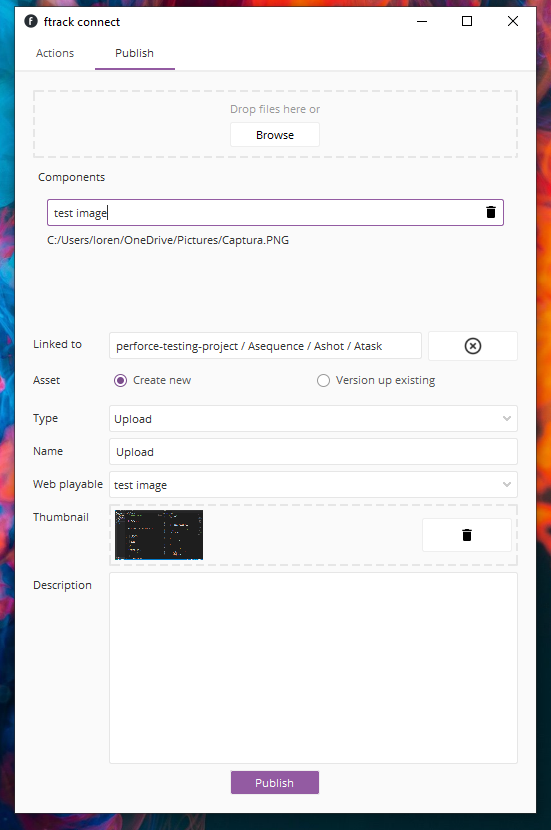 ftrack connect
Actions Publish
Drop files here or
Browse
Components
test image
C:/Users/loren/OneDrive/Pictures/Captura.PNG
Linked to perforce-testing-project / Asequence / Ashot / Atask
Asset Create new Version up existing
Type Upload
Name Upload
Web playable test image
Thumbnail
Description
Publish